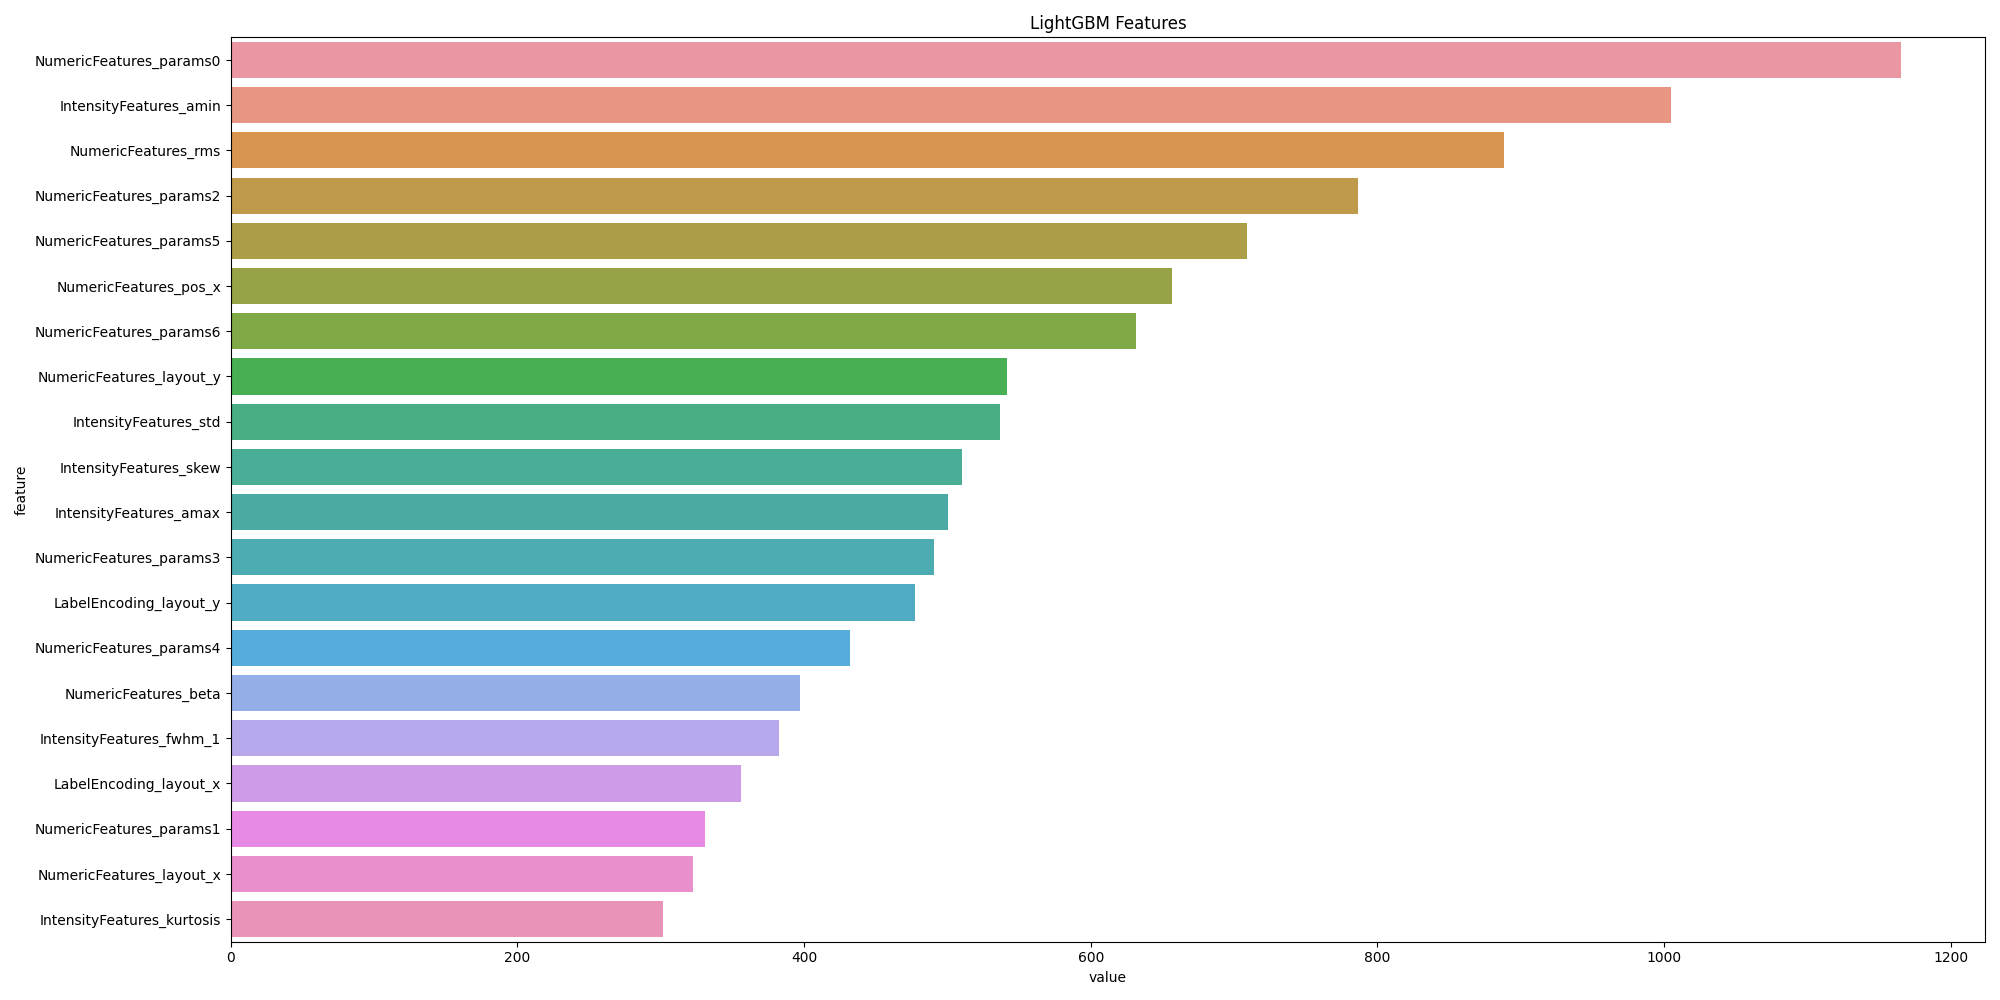 LightGBM Features
NumericFeatures_params0
IntensityFeatures_amin
NumericFeatures_rms
NumericFeatures_params2
NumericFeatures_params5
NumericFeatures_pos_x
NumericFeatures_params6
NumericFeatures_layout_y
IntensityFeatures_std
IntensityFeatures_skew
IntensityFeatures_amax
NumericFeatures_params3
LabelEncoding_layout_y
NumericFeatures_params4
NumericFeatures_beta
IntensityFeatures_fwhm_1
LabelEncoding_layout_x
NumericFeatures_params1
NumericFeatures_layout_x
IntensityFeatures_kurtosis
feature
0 200 400 600 800 1000 1200
value